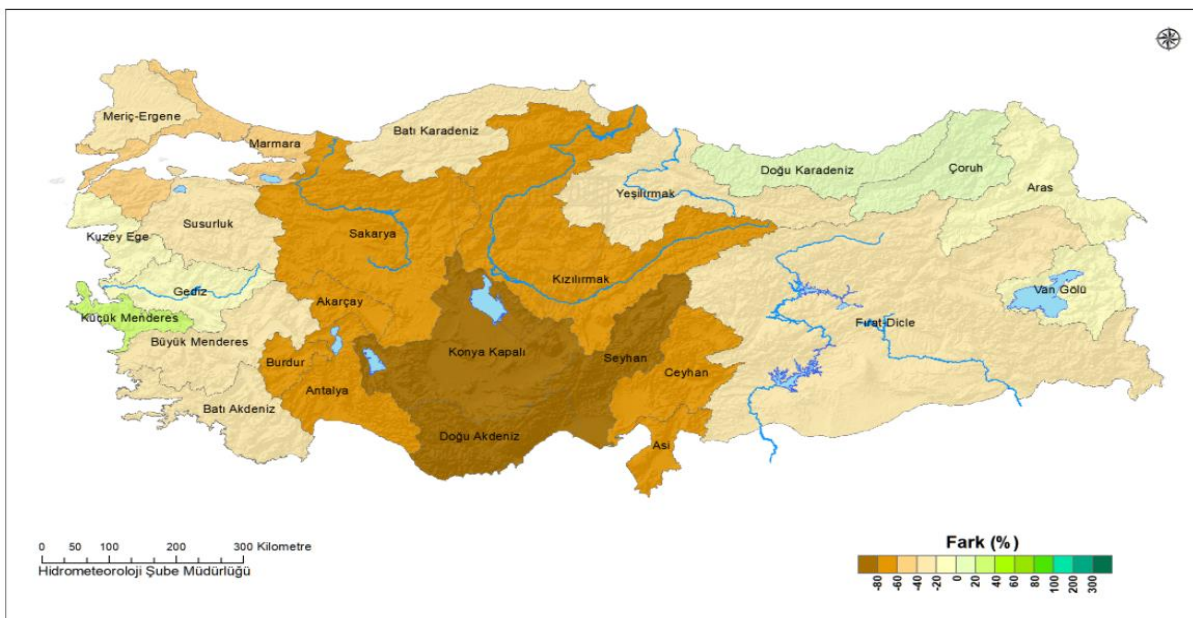 Meriç-Ergene
Marmara
Batı Karadeniz
Doğu Karadeniz
Çoruh
Aras
Yeşilırmak
Susurluk
Sakarya
Kuzey Ege
Kızılırmak
Gediz
Van Gölü
Akarçay
Küçük Menderes
Fırat-Dicle
Büyük Menderes
Konya Kapalı
Seyhan
Burdur
Ceyhan
Antalya
Batı Akdeniz
Doğu Akdeniz
Asi
0 50 100 200 300 Kilometre
Hidrometeoroloji Şube Müdürlüğü
Fark (%)
-80 -60 -40 -20 0 20 40 60 80 100 200 300